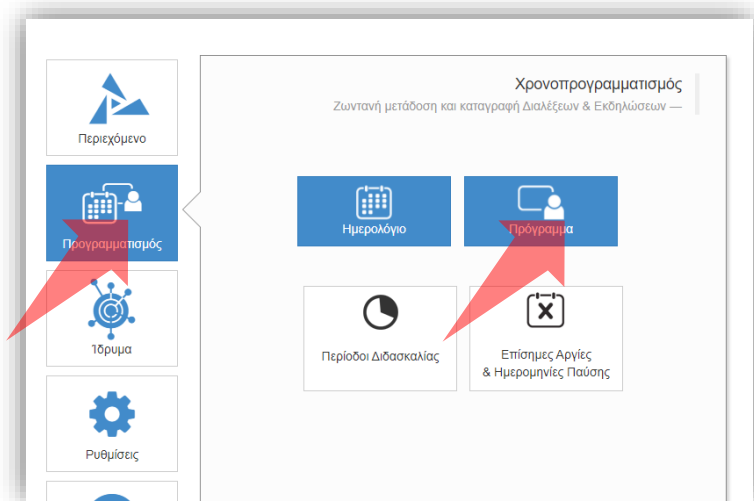 Περιεχόμενο
Προγραμματισμός
Ίδρυμα
Ρυθμίσεις
Χρονοπρογραμματισμός
Ζωντανή μετάδοση και καταγραφή Διαλέξεων & Εκδηλώσεων —
Ημερολόγιο
Πρόγραμμα
Περίοδοι Διδασκαλίας
Επίσημες Αργίες
& Ημερομηνίες Παύσης